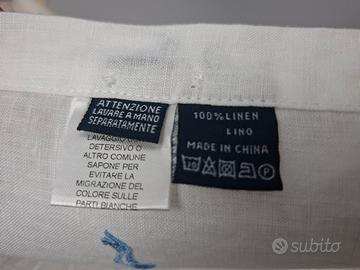 ATTENZIONE
LAVARE A MANO
SEPARATAMENTE
LAVAGGIO
DETERSIVO O
ALTRO COMUNE
SAPONE PER
EVITARE LA
MIGRAZIONE DEL
COLORE SULLE
PARTI BIANCHE
100% LINEN
LINO
MADE IN CHINA
subito